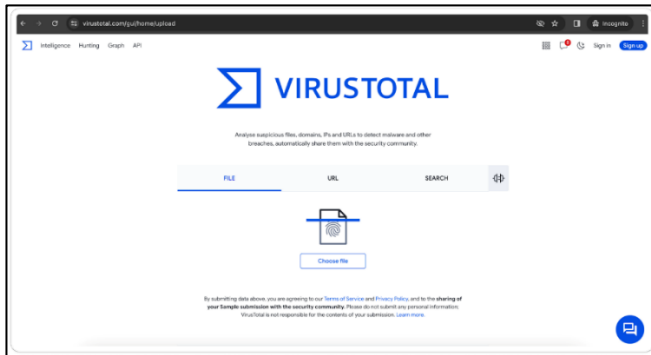 virustotal.com/gui/home/upload
Incognito
Intelligence Hunting Graph API
Sign in Sign up
VIRUSTOTAL
Analyse suspicious files, domains, IPs and URLs to detect malware and other
breaches, automatically share them with the security community.
FILE URL SEARCH
Choose file
By submitting data above, you are agreeing to our Terms of Service and Privacy Policy, and to the sharing of
your Sample submission with the security community. Please do not submit any personal information;
VirusTotal is not responsible for the contents of your submission. Learn more.